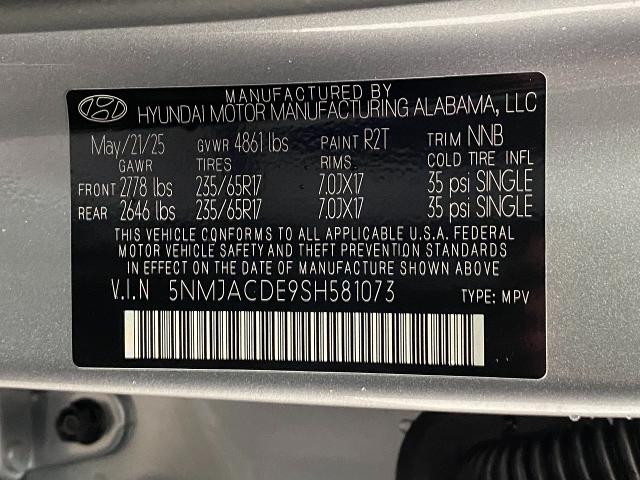 MANUFACTURED BY
HYUNDAI MOTOR MANUFACTURING ALABAMA, LLC
May/21/25 GVWR 4861 lbs PAINT R2T TRIM NNB
GAWR TIRES RIMS. COLD TIRE INFL
FRONT 2778 lbs 235/65R17 7.0JX17 35 psi SINGLE
REAR 2646 lbs 235/65R17 7.0JX17 35 psi SINGLE
THIS VEHICLE CONFORMS TO ALL APPLICABLE U.S.A. FEDERAL
MOTOR VEHICLE SAFETY AND THEFT PREVENTION STANDARDS
IN EFFECT ON THE DATE OF MANUFACTURE SHOWN ABOVE.
V.I.N 5NMJACDE9SH581073 TYPE: MPV